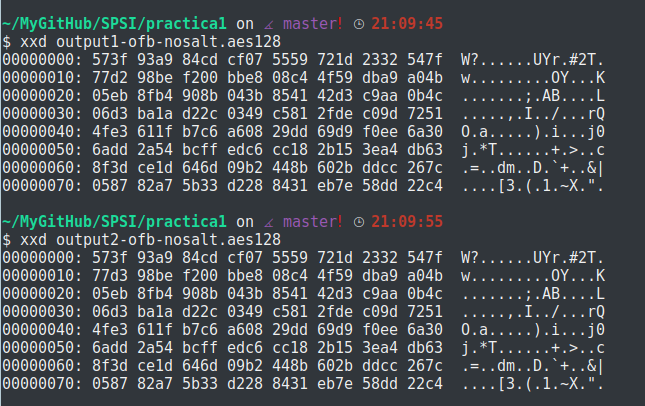 ~/MyGitHub/SPSI/practica1 on master! 21:09:45
$ xxd output1-ofb-nosalt.aes128
00000000: 573f 93a9 84cd cf07 5559 721d 2332 547f  W?......UYr.#2T.
00000010: 77d2 98be f200 bbe8 08c4 4f59 dba9 a04b  w.........OY...K
00000020: 05eb 8fb4 908b 043b 8541 42d3 c9aa 0b4c  .......;.AB....L
00000030: 06d3 ba1a d22c 0349 c581 2fde c09d 7251  .....,.I../...rQ
00000040: 4fe3 611f b7c6 a608 29dd 69d9 f0ee 6a30  O.a.....).i...j0
00000050: 6add 2a54 bcff edc6 cc18 2b15 3ea4 db63  j.*T......+.>..c
00000060: 8f3d ce1d 646d 09b2 448b 602b bdd ccc 267c  .=..dm..D.`+..&|
00000070: 0587 82a7 5b33 d228 8431 eb7e 58dd 22c4  ....[3.(.1.~X.".
~/MyGitHub/SPSI/practica1 on master! 21:09:55
$ xxd output2-ofb-nosalt.aes128
00000000: 573f 93a9 84cd cf07 5559 721d 2332 547f  W?......UYr.#2T.
00000010: 77d3 98be f200 bbe8 08c4 4f59 dba9 a04b  w.........OY...K
00000020: 05eb 8fb4 908b 043b 8541 42d3 c9aa 0b4c  .......;.AB....L
00000030: 06d3 ba1a d22c 0349 c581 2fde c09d 7251  .....,.I../...rQ
00000040: 4fe3 611f b7c6 a608 29dd 69d9 f0ee 6a30  O.a.....).i...j0
00000050: 6add 2a54 bcff edc6 cc18 2b15 3ea4 db63  j.*T......+.>..c
00000060: 8f3d ce1d 646d 09b2 448b 602b bdcc 267c  .=..dm..D.`+..&|
00000070: 0587 82a7 5b33 d228 8431 eb7e 58dd 22c4  ....[3.(.1.~X.".